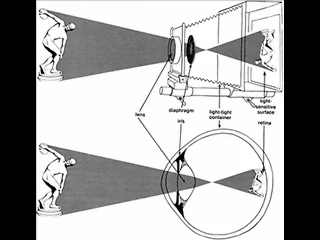 diaphragm
lens
iris
light-tight
container
light-
sensitive
surface
retina